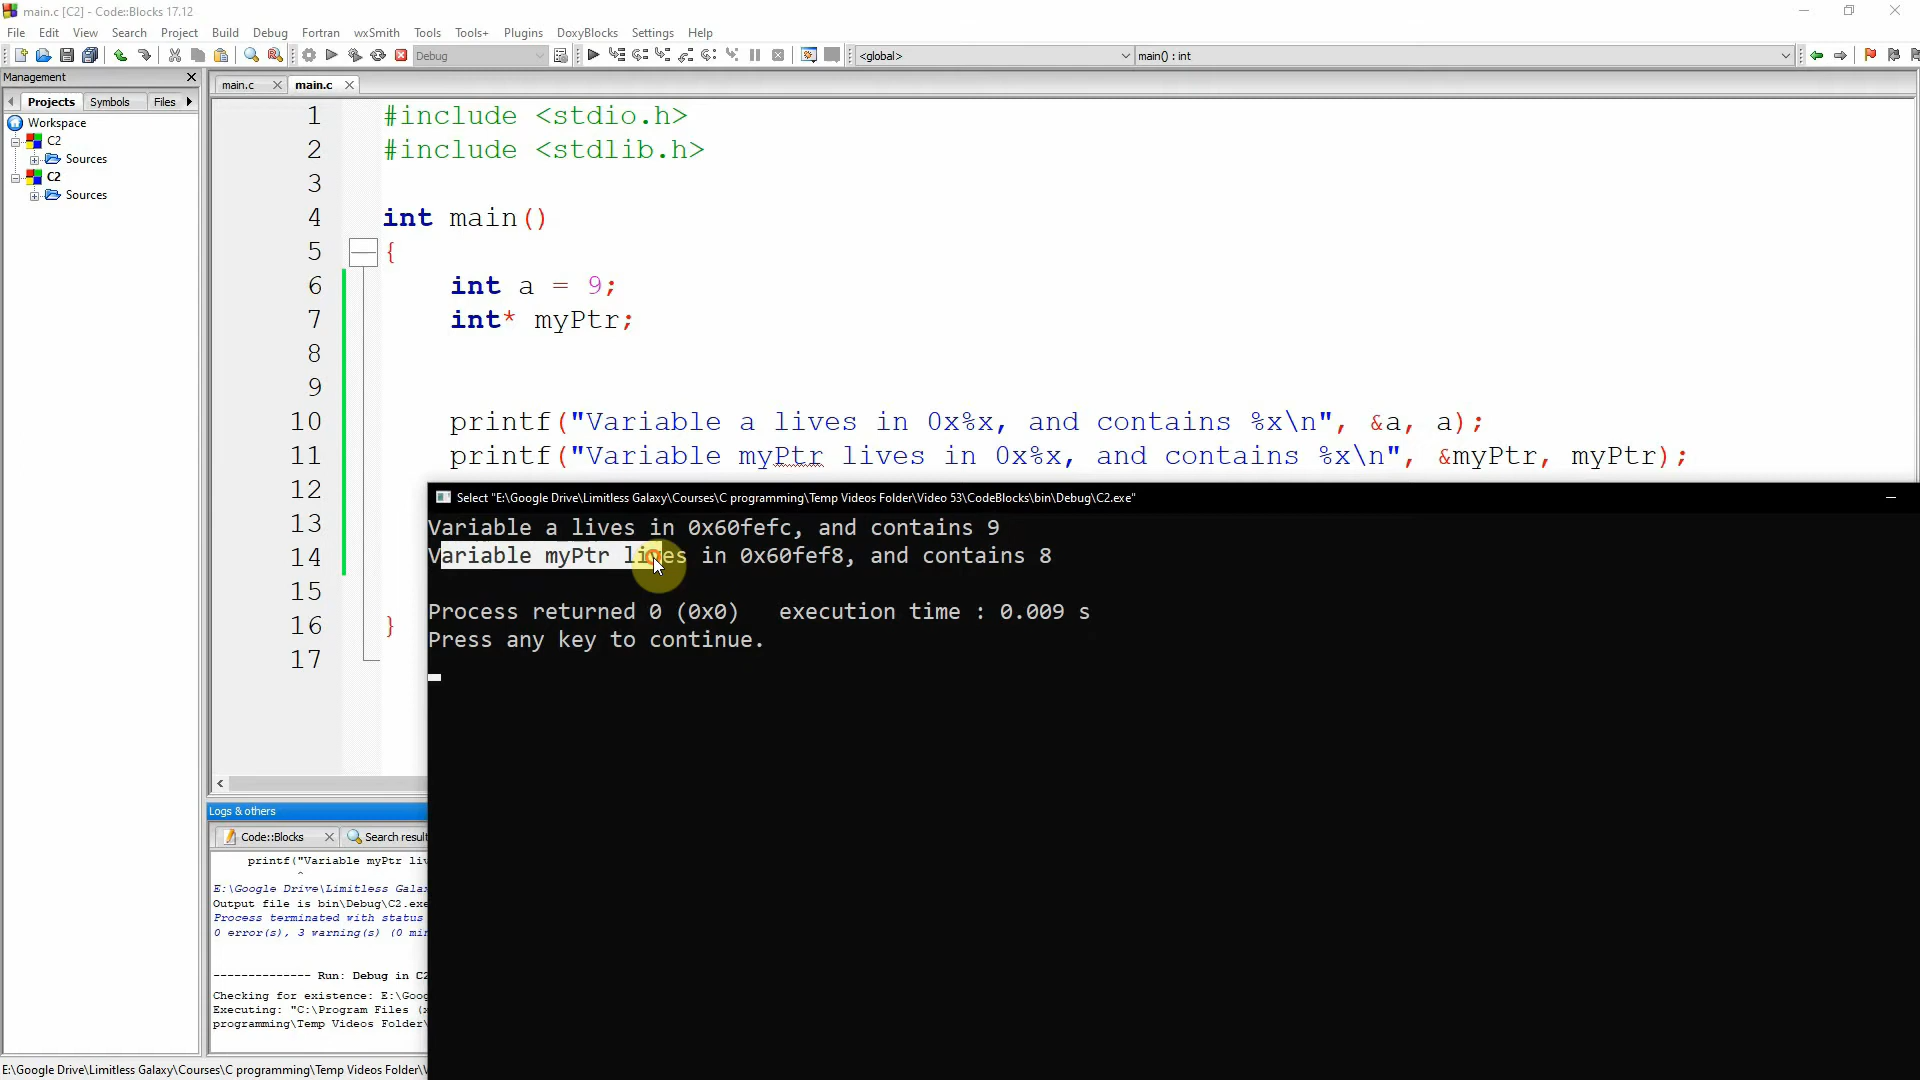 main.c [C2] - Code::Blocks 17.12
File Edit View Search Project Build Debug Fortran wxSmith Tools Tools+ Plugins DoxyBlocks Settings Help
Debug <global> main() : int
Management
main.c main.c
Projects Symbols Files
Workspace
C2
Sources
C2
Sources
1 #include <stdio.h>
2 #include <stdlib.h>
3
4 int main()
5 {
6 int a = 9;
7 int* myPtr;
8
9
10 printf("Variable a lives in 0x%x, and contains %x\n", &a, a);
11 printf("Variable myPtr lives in 0x%x, and contains %x\n", &myPtr, myPtr);
12
13
14
15
16 }
17
Select "E:\Google Drive\Limitless Galaxy\Courses\C programming\Temp Videos Folder\Video 53\CodeBlocks\bin\Debug\C2.exe"
Variable a lives in 0x60fefc, and contains 9
Variable myPtr lives in 0x60fef8, and contains 8
Process returned 0 (0x0) execution time : 0.009 s
Press any key to continue.
Logs & others
Code::Blocks Search result
printf("Variable myPtr liv
^
E:\Google Drive\Limitless Gala
Output file is bin\Debug\C2.exe
Process terminated with status
0 error(s), 3 warning(s) (0 mi
-------------- Run: Debug in C2
Checking for existence: E:\Goog
Executing: "C:\Program Files (
programming\Temp Videos Folder\
E:\Google Drive\Limitless Galaxy\Courses\C programming\Temp Videos Folder\